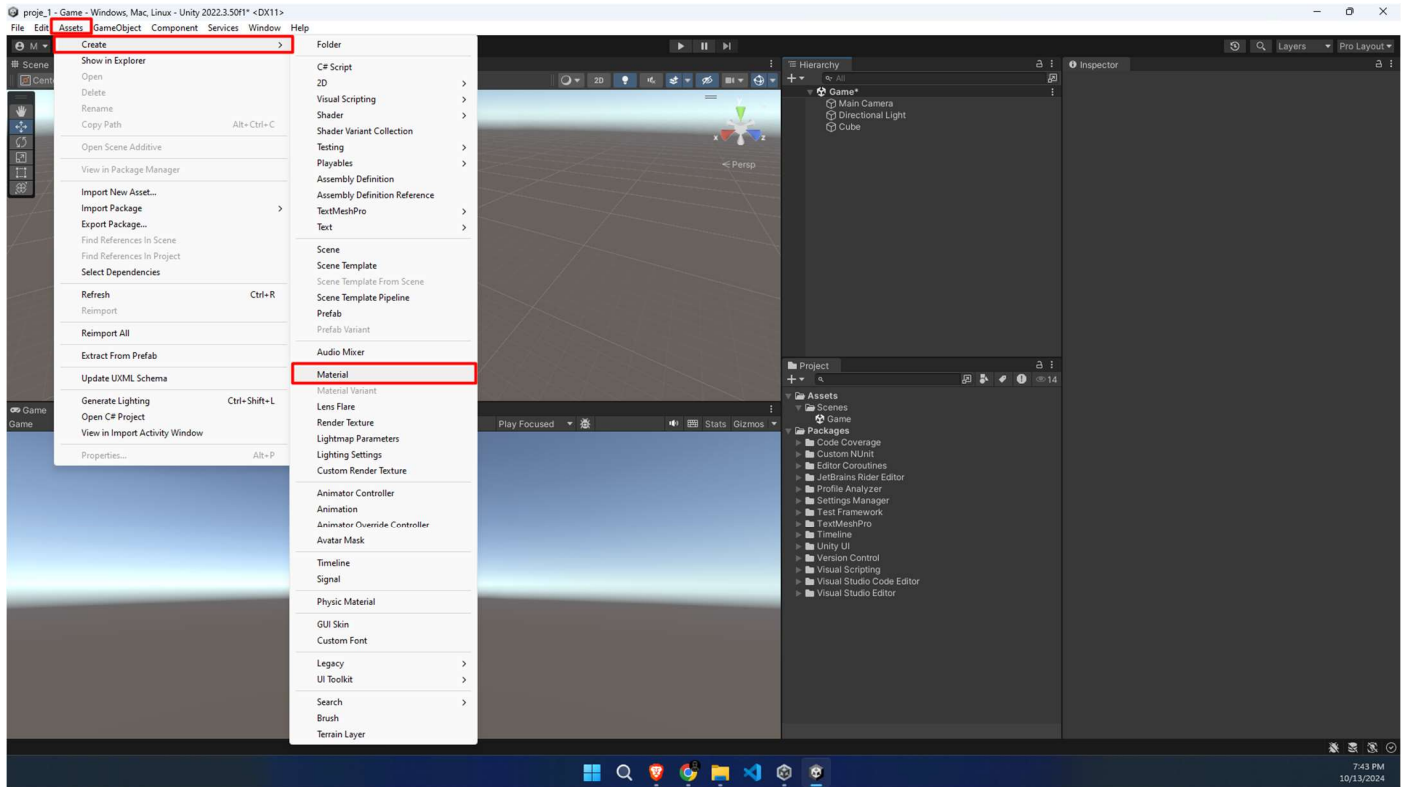 proje_1 - Game - Windows, Mac, Linux - Unity 2022.3.50f1* <DX11>
File Edit Assets GameObject Component Services Window Help
M
Layers
Pro Layout
Scene
Create
Show in Explorer
Open
Delete
Rename
Copy Path Alt+Ctrl+C
Open Scene Additive
View in Package Manager
Import New Asset...
Import Package
Export Package...
Find References In Scene
Find References In Project
Select Dependencies
Refresh Ctrl+R
Reimport
Reimport All
Extract From Prefab
Update UXML Schema
Generate Lighting Ctrl+Shift+L
Open C# Project
View in Import Activity Window
Properties... Alt+P
Folder
C# Script
2D
Visual Scripting
Shader
Shader Variant Collection
Testing
Playables
Assembly Definition
Assembly Definition Reference
TextMeshPro
Text
Scene
Scene Template
Scene Template From Scene
Scene Template Pipeline
Prefab
Prefab Variant
Audio Mixer
Material
Material Variant
Lens Flare
Render Texture
Lightmap Parameters
Lighting Settings
Custom Render Texture
Animator Controller
Animation
Animator Override Controller
Avatar Mask
Timeline
Signal
Physic Material
GUI Skin
Custom Font
Legacy
UI Toolkit
Search
Brush
Terrain Layer
2D
x z
Persp
Game
Game
Play Focused
Stats Gizmos
Hierarchy
All
Game*
Main Camera
Directional Light
Cube
Inspector
Project
14
Assets
Scenes
Game
Packages
Code Coverage
Custom NUnit
Editor Coroutines
JetBrains Rider Editor
Profile Analyzer
Settings Manager
Test Framework
TextMeshPro
Timeline
Unity UI
Version Control
Visual Scripting
Visual Studio Code Editor
Visual Studio Editor
7:43 PM
10/13/2024